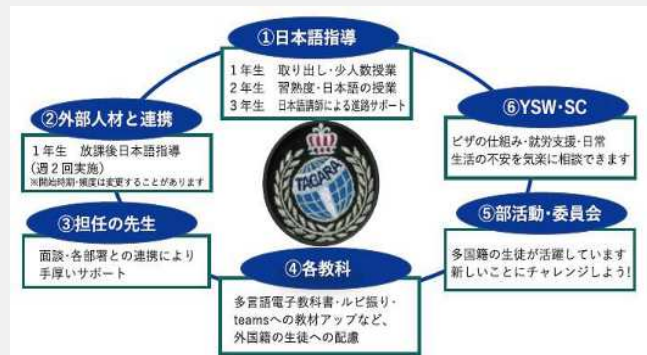 ①日本語指導
1年生 取り出し・少人数授業
2年生 習熟度・日本語の授業
3年生 日本語講師による進路サポート
②外部人材と連携
1年生 放課後日本語指導
(週2回実施)
※開始時期・頻度は変更することがあります
③担任の先生
面談・各部署との連携により
手厚いサポート
④各教科
多言語電子教科書・ルビ振り・
teamsへの教材アップなど、
外国籍の生徒への配慮
⑤部活動・委員会
多国籍の生徒が活躍しています
新しいことにチャレンジしよう!
⑥YSW・SC
ビザの仕組み・就労支援・日常
生活の不安を気楽に相談できます
TAGARA